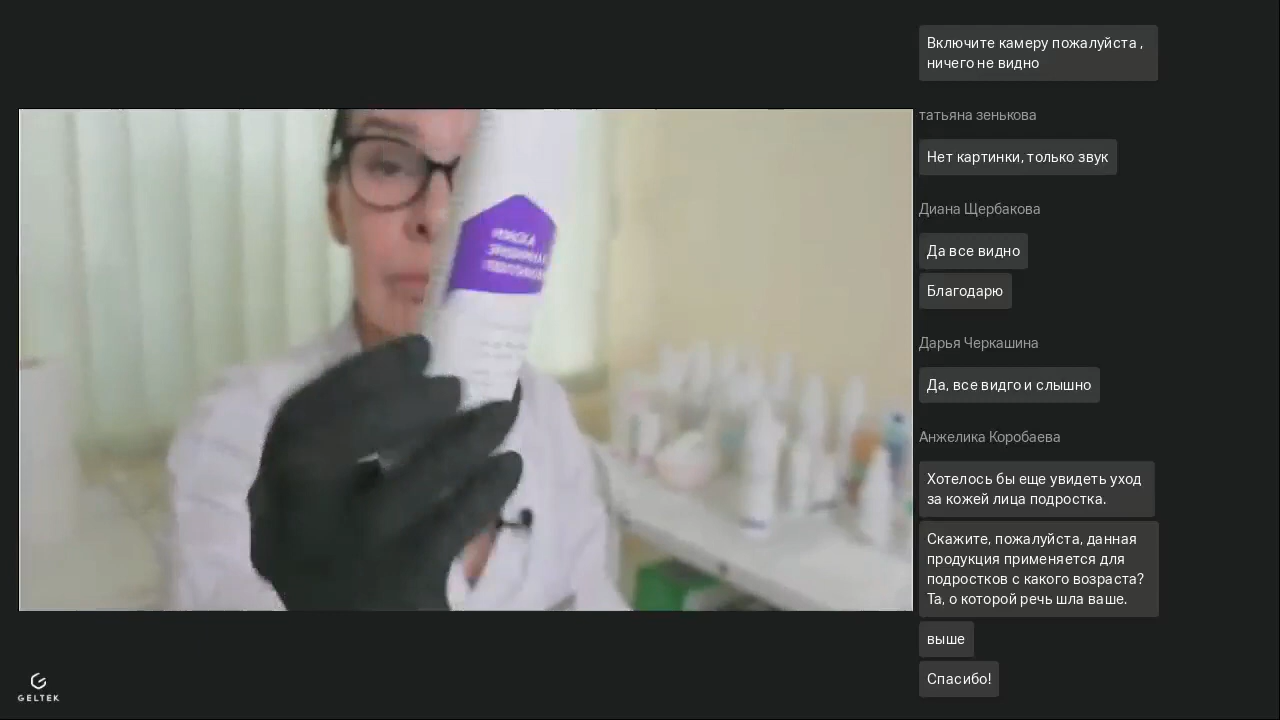 Включите камеру пожалуйста ,
ничего не видно
татьяна зенькова
Нет картинки, только звук
Диана Щербакова
Да все видно
Благодарю
Дарья Черкашина
Да, все видго и слышно
Анжелика Коробаева
Хотелось бы еще увидеть уход
за кожей лица подростка.
Скажите, пожалуйста, данная
продукция применяется для
подростков с какого возраста?
Та, о которой речь шла ваше.
выше
Спасибо!
МАСКА
GELTEK